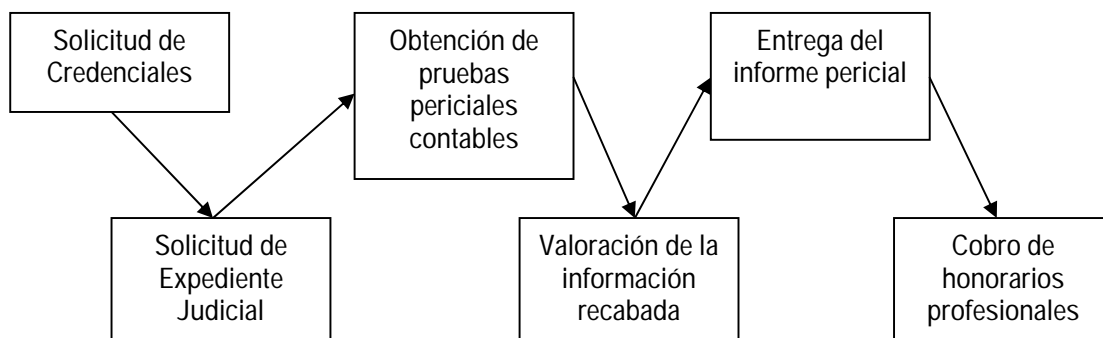 Solicitud de
Credenciales
Solicitud de
Expediente
Judicial
Obtención de
pruebas
periciales
contables
Valoración de la
información
recabada
Entrega del
informe pericial
Cobro de
honorarios
profesionales